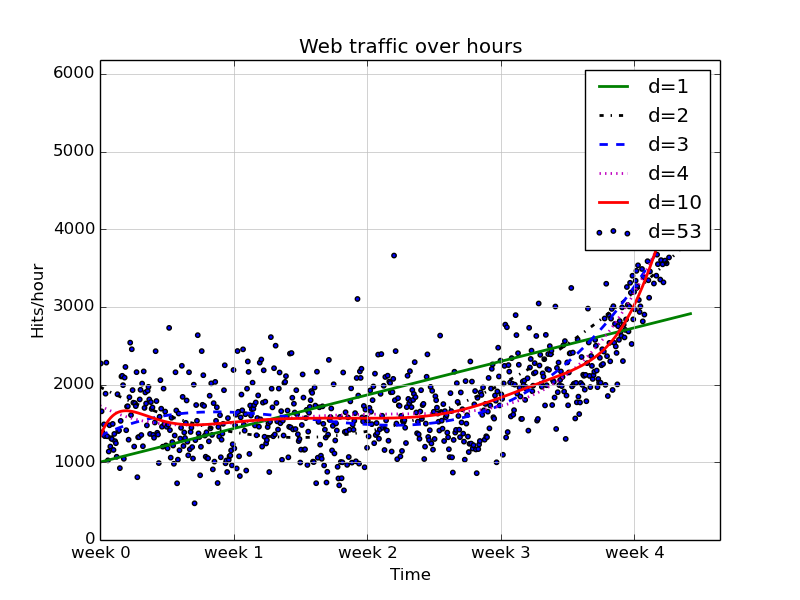 Web traffic over hours
6000
5000
4000
3000
2000
1000
0
Hits/hour
d=1
d=2
d=3
d=4
d=10
d=53
week 0 week 1 week 2 week 3 week 4
Time